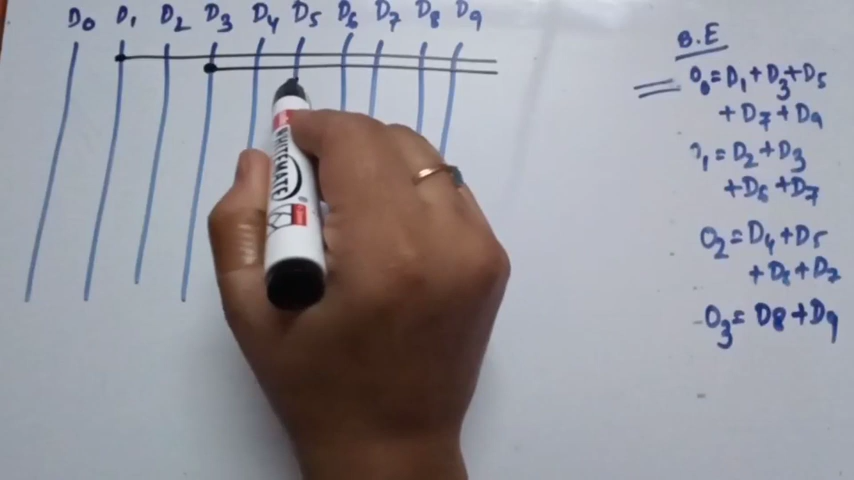 D0 D1 D2 D3 D4 D5 D6 D7 D8 D9
B.E
O0 = D1 + D3 + D5
+ D7 + D9
O1 = D2 + D3
+ D6 + D7
O2 = D4 + D5
+ D6 + D7
O3 = D8 + D9
WHITEMATE